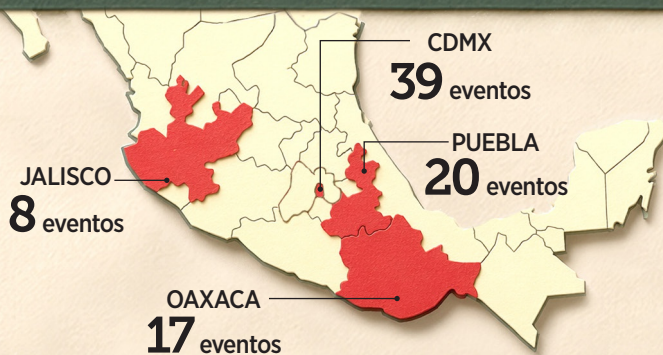 CDMX
39 eventos
PUEBLA
20 eventos
JALISCO
8 eventos
OAXACA
17 eventos